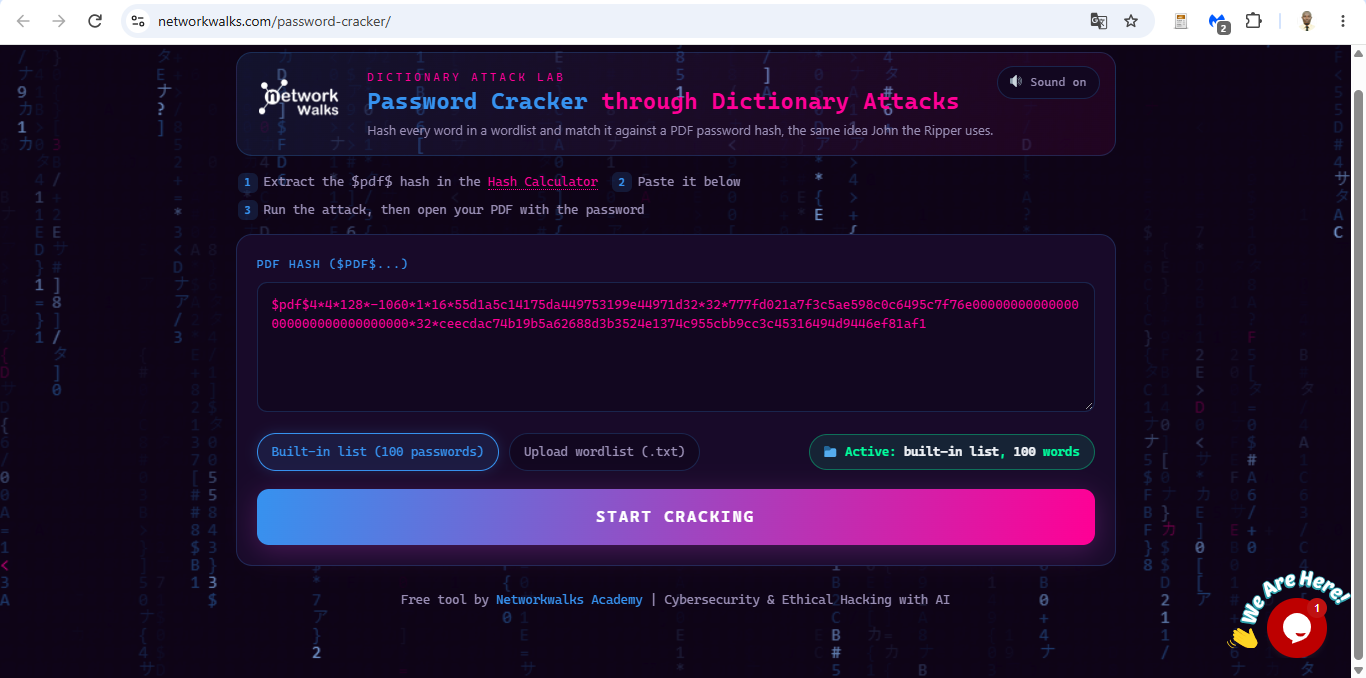 networkwalks.com/password-cracker/
2
DICTIONARY ATTACK LAB
network
Walks
Password Cracker through Dictionary Attacks
Sound on
Hash every word in a wordlist and match it against a PDF password hash, the same idea John the Ripper uses.
1 Extract the $pdf$ hash in the Hash Calculator 2 Paste it below
3 Run the attack, then open your PDF with the password
PDF HASH ($PDF$...)
$pdf$4*4*128*-1060*1*16*55d1a5c14175da449753199e44971d32*32*777fd021a7f3c5ae598c0c6495c7f76e00000000000000
000000000000000000*32*ceecdac74b19b5a62688d3b3524e1374c955cbb9cc3c45316494d9446ef81af1
Built-in list (100 passwords)
Upload wordlist (.txt)
Active: built-in list, 100 words
START CRACKING
Free tool by Networkwalks Academy | Cybersecurity & Ethical Hacking with AI
We Are Here!
1